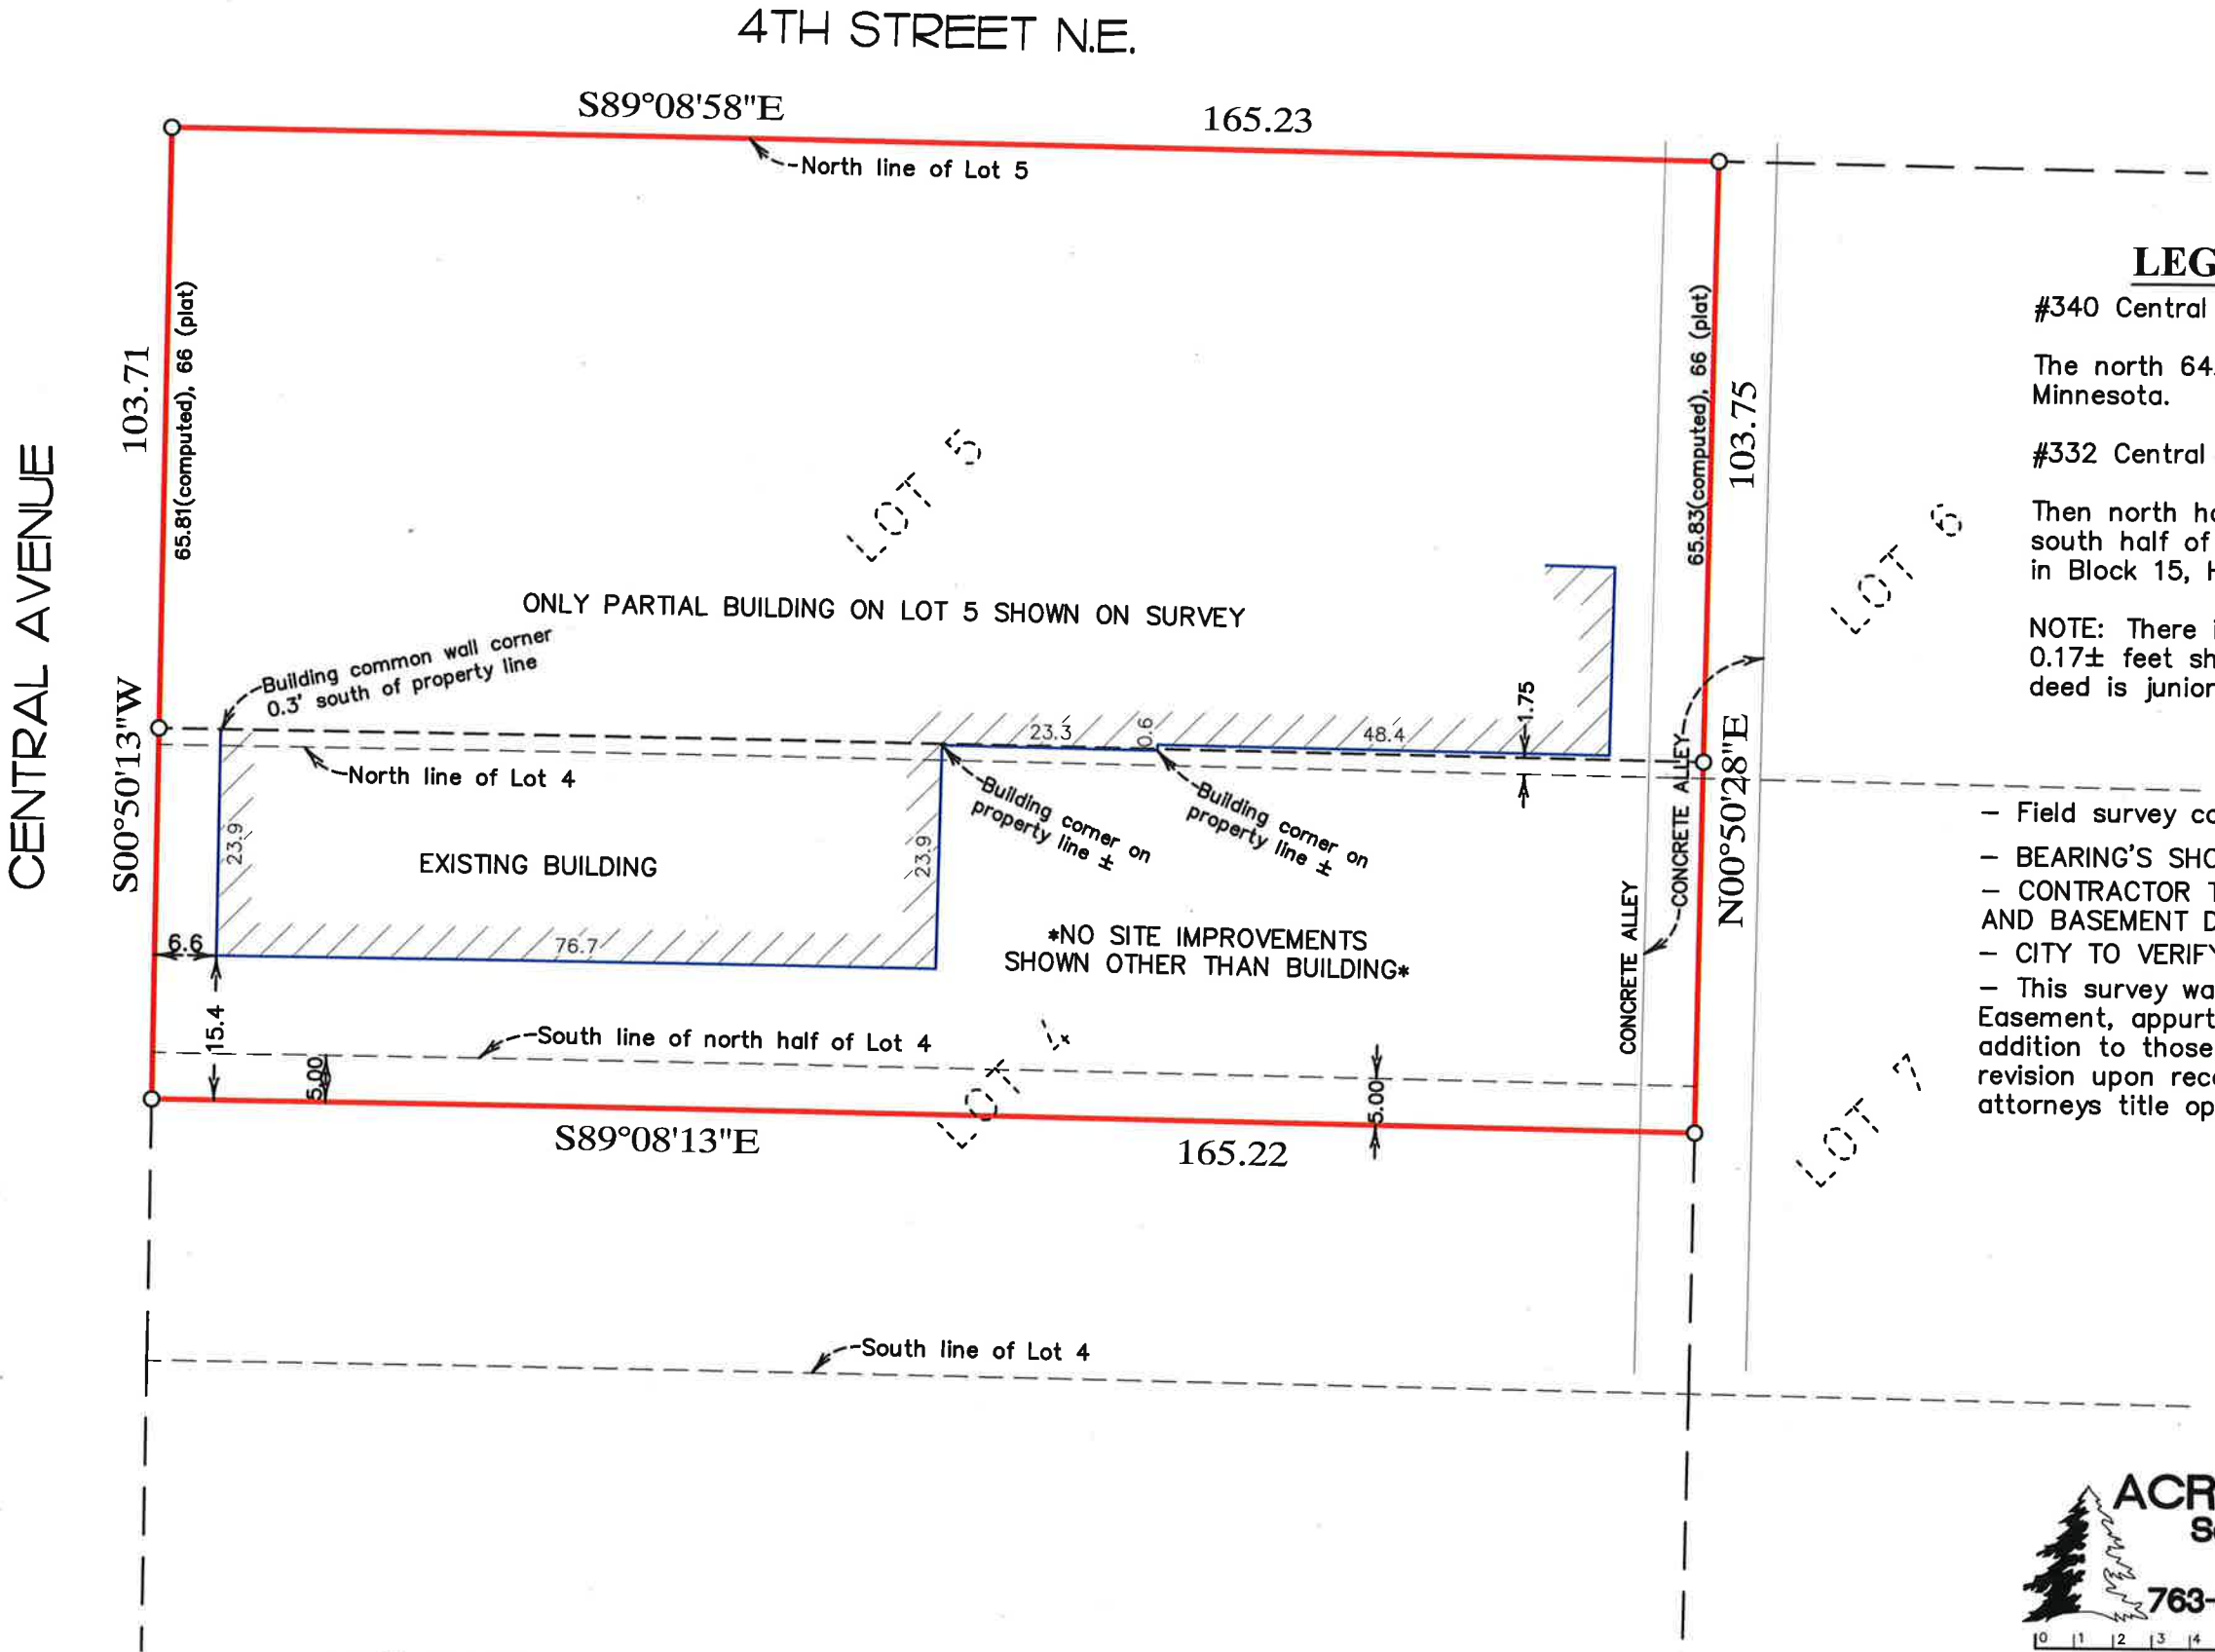 4TH STREET N.E.
S89°08'58"E
165.23
North line of Lot 5
CENTRAL AVENUE
103.71
65.81(computed), 66 (plat)
S00°50'13"W
65.83(computed), 66 (plat)
103.75
N00°50'28"E
LOT 5
LOT 6
ONLY PARTIAL BUILDING ON LOT 5 SHOWN ON SURVEY
Building common wall corner
0.3' south of property line
23.3
0.6
48.4
1.75
North line of Lot 4
Building corner on
property line ±
Building corner on
property line ±
23.9
EXISTING BUILDING
23.9
CONCRETE ALLEY
CONCRETE ALLEY
6.6
76.7
*NO SITE IMPROVEMENTS
SHOWN OTHER THAN BUILDING*
15.4
South line of north half of Lot 4
5.00
5.00
LOT 4
LOT 7
S89°08'13"E
165.22
South line of Lot 4
LEG
#340 Central
The north 64.
Minnesota.
#332 Central
Then north ha
south half of
in Block 15, H
NOTE: There i
0.17± feet sh
deed is junior
– Field survey co
– BEARING'S SHO
– CONTRACTOR T
AND BASEMENT D
– CITY TO VERIFY
– This survey wa
Easement, appurt
addition to those
revision upon rece
attorneys title op
ACR
S
763-
0 1 2 3 4